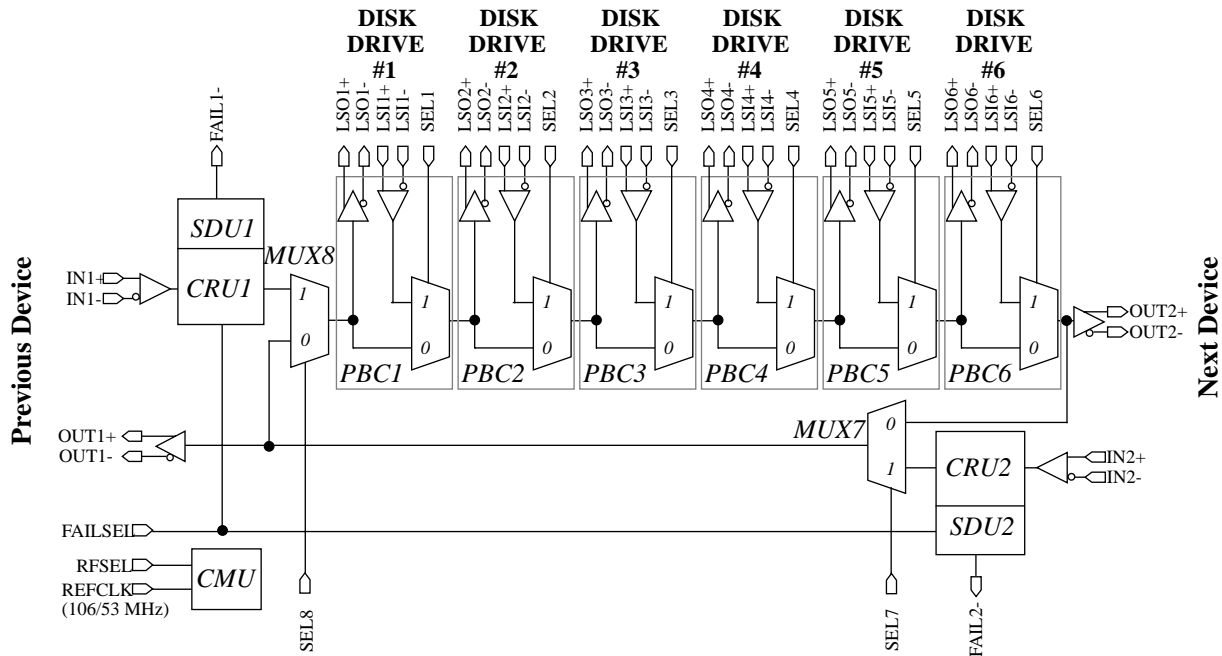 DISK DRIVE #1
DISK DRIVE #2
DISK DRIVE #3
DISK DRIVE #4
DISK DRIVE #5
DISK DRIVE #6
FAIL1-
LSO1+
LSO1-
LSI1+
LSI1-
SEL1
LSO2+
LSO2-
LSI2+
LSI2-
SEL2
LSO3+
LSO3-
LSI3+
LSI3-
SEL3
LSO4+
LSO4-
LSI4+
LSI4-
SEL4
LSO5+
LSO5-
LSI5+
LSI5-
SEL5
LSO6+
LSO6-
LSI6+
LSI6-
SEL6
Previous Device
IN1+
IN1-
SDU1
CRU1
MUX8
1
0
1
0
PBC1
1
0
PBC2
1
0
PBC3
1
0
PBC4
1
0
PBC5
1
0
PBC6
OUT2+
OUT2-
Next Device
OUT1+
OUT1-
MUX7
0
1
CRU2
SDU2
IN2+
IN2-
FAILSEL
RFSEL
REFCLK
(106/53 MHz)
CMU
SEL8
SEL7
FAIL2-